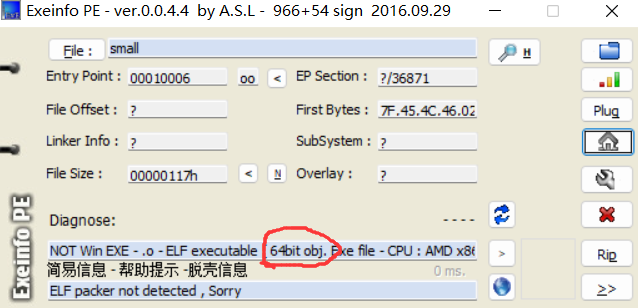 Exeinfo PE - ver.0.0.4.4 by A.S.L - 966+54 sign 2016.09.29
File : small H
Entry Point : 00010006 oo < EP Section : ?/36871
File Offset : ? First Bytes : 7F.45.4C.46.02 Plug
Linker Info : ? SubSystem : ?
File Size : 00000117h < N Overlay : ?
Diagnose: ----
NOT Win EXE - .o - ELF executable 64bit obj. Exe file - CPU : AMD x86 > Rip
简易信息 - 帮助提示 -脱壳信息 0 ms.
ELF packer not detected , Sorry >>
Exeinfo PE